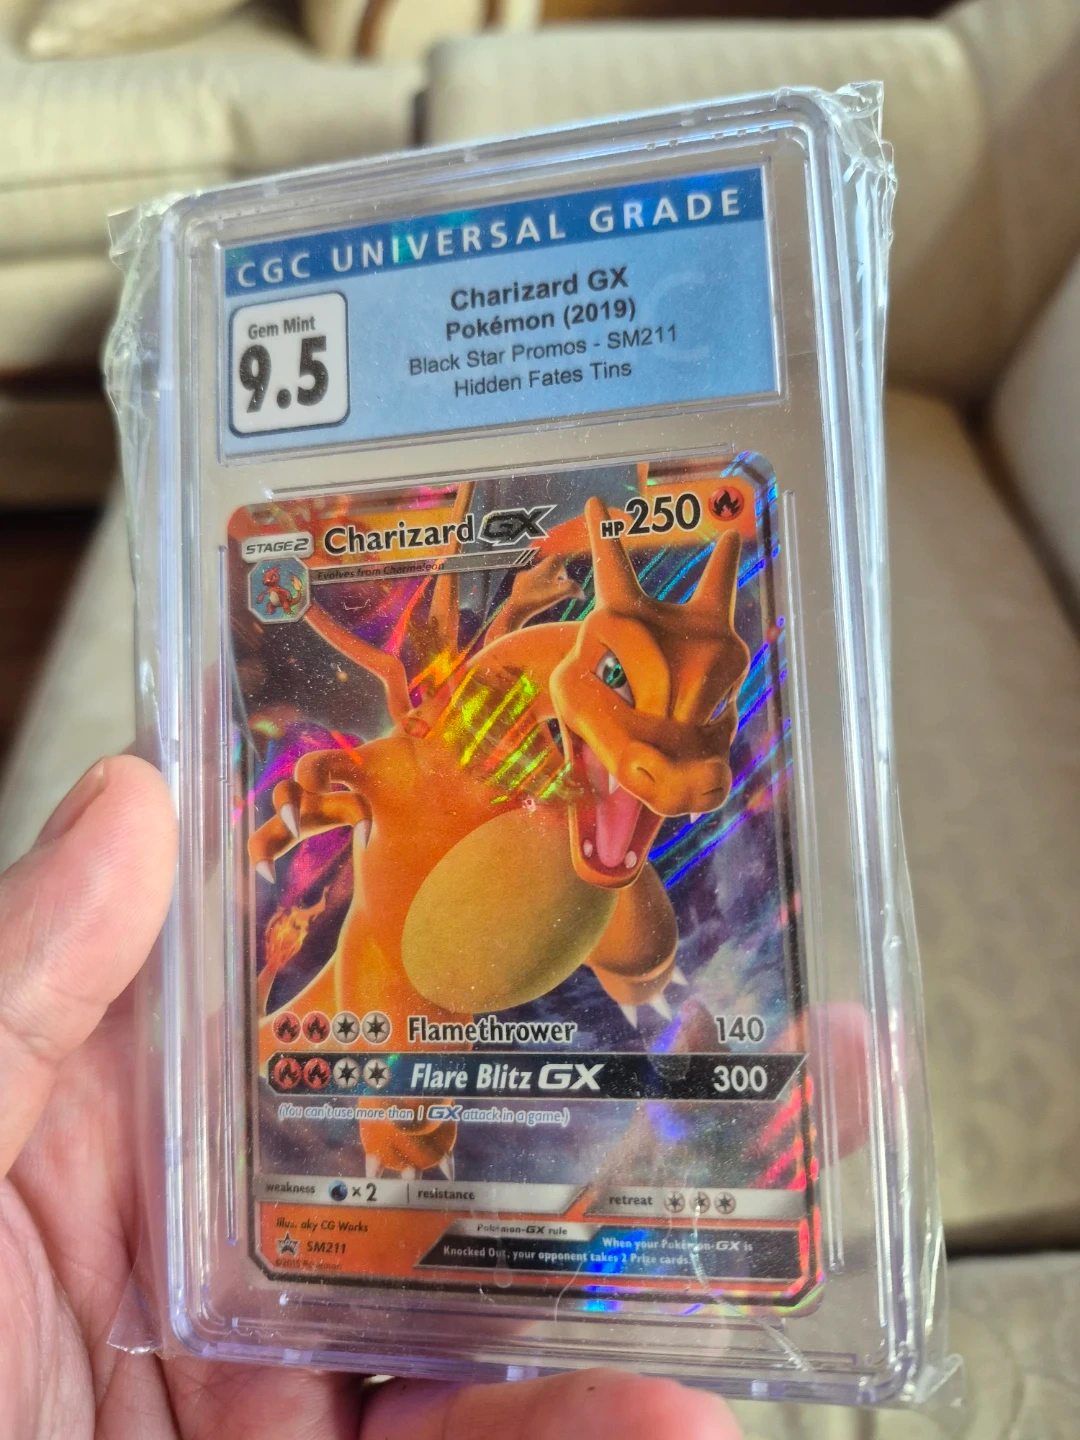 CGC UNIVERSAL GRADE
Gem Mint
9.5
Charizard GX
Pokémon (2019)
Black Star Promos - SM211
Hidden Fates Tins
STAGE2 Charizard GX HP250
Evolves from Charmeleon
Flamethrower 140
Flare Blitz GX 300
(You can't use more than 1 GX attack in a game.)
weakness ×2 resistance retreat
Illus. aky CG Works
SM211
Pokémon-GX rule
When your Pokémon-GX is
Knocked Out, your opponent takes 2 Prize cards.